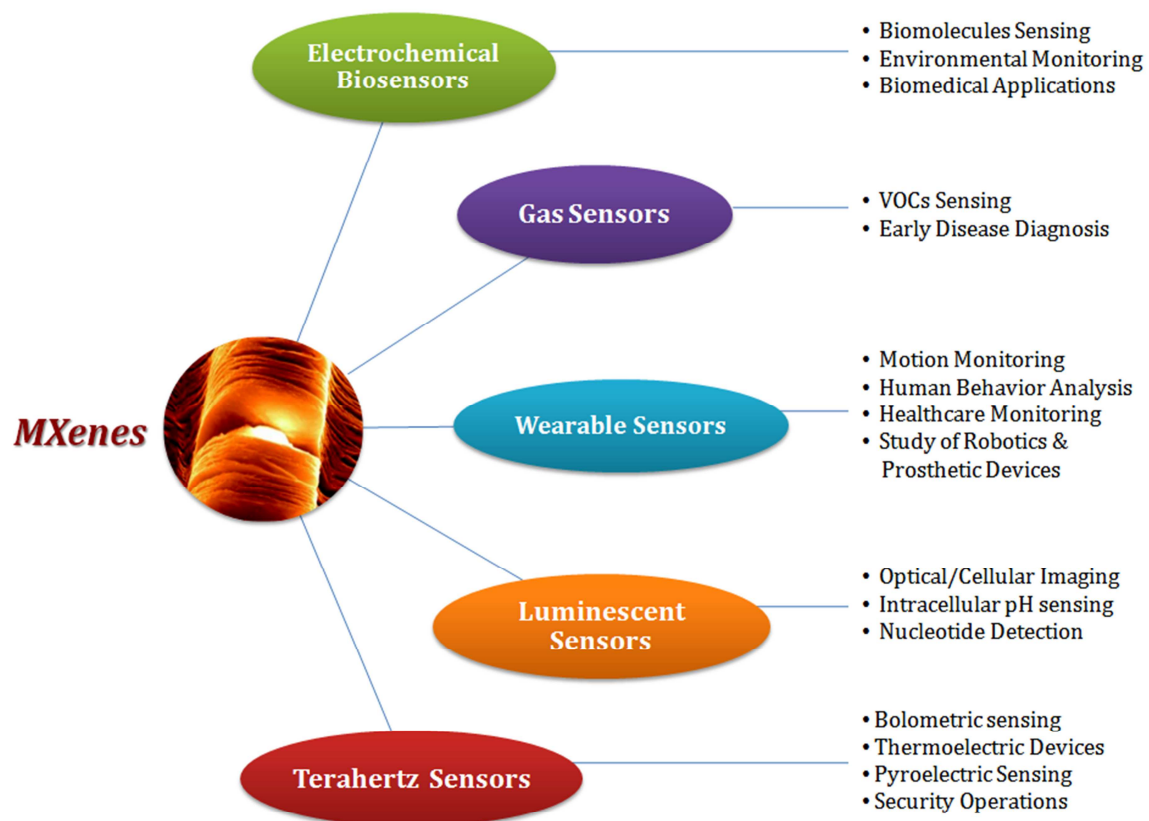 Electrochemical
Biosensors
• Biomolecules Sensing
• Environmental Monitoring
• Biomedical Applications
Gas Sensors
• VOCs Sensing
• Early Disease Diagnosis
MXenes
Wearable Sensors
• Motion Monitoring
• Human Behavior Analysis
• Healthcare Monitoring
• Study of Robotics &
Prosthetic Devices
Luminescent
Sensors
• Optical/Cellular Imaging
• Intracellular pH sensing
• Nucleotide Detection
Terahertz Sensors
• Bolometric sensing
• Thermoelectric Devices
• Pyroelectric Sensing
• Security Operations